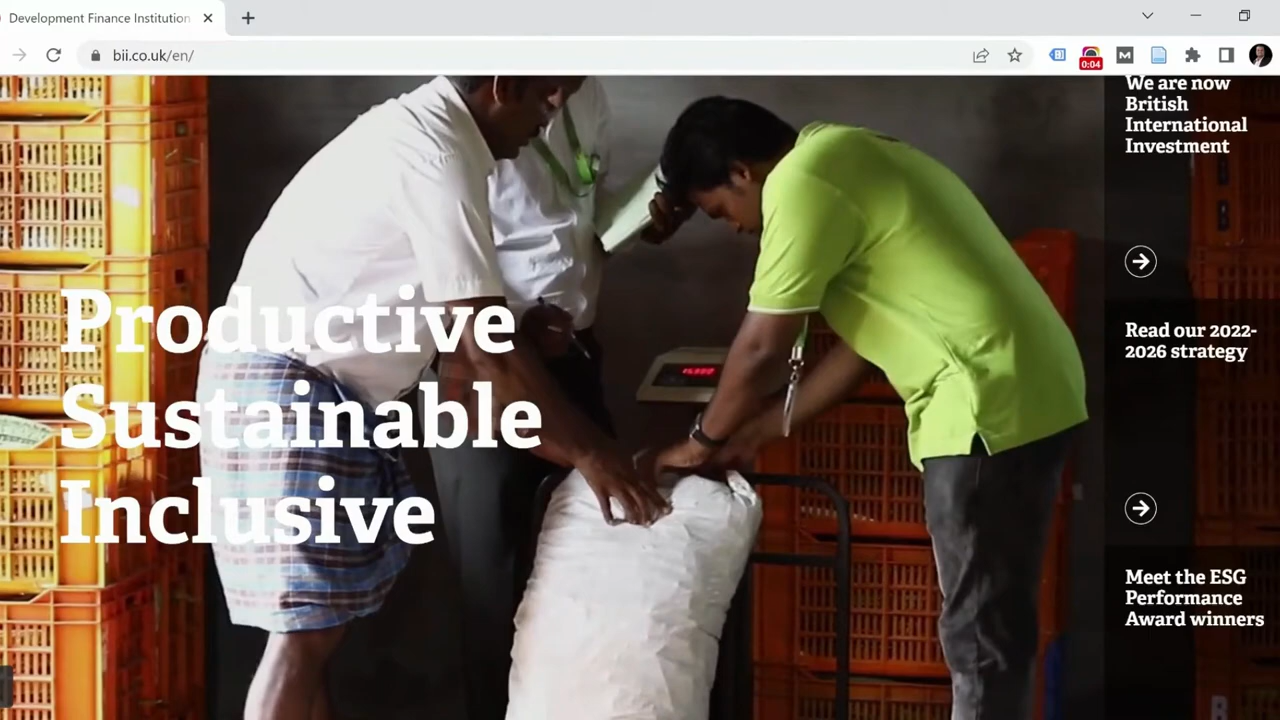 Development Finance Institution
bii.co.uk/en/
0:04
M
We are now
British
International
Investment
Productive
Sustainable
Inclusive
Read our 2022-
2026 strategy
Meet the ESG
Performance
Award winners